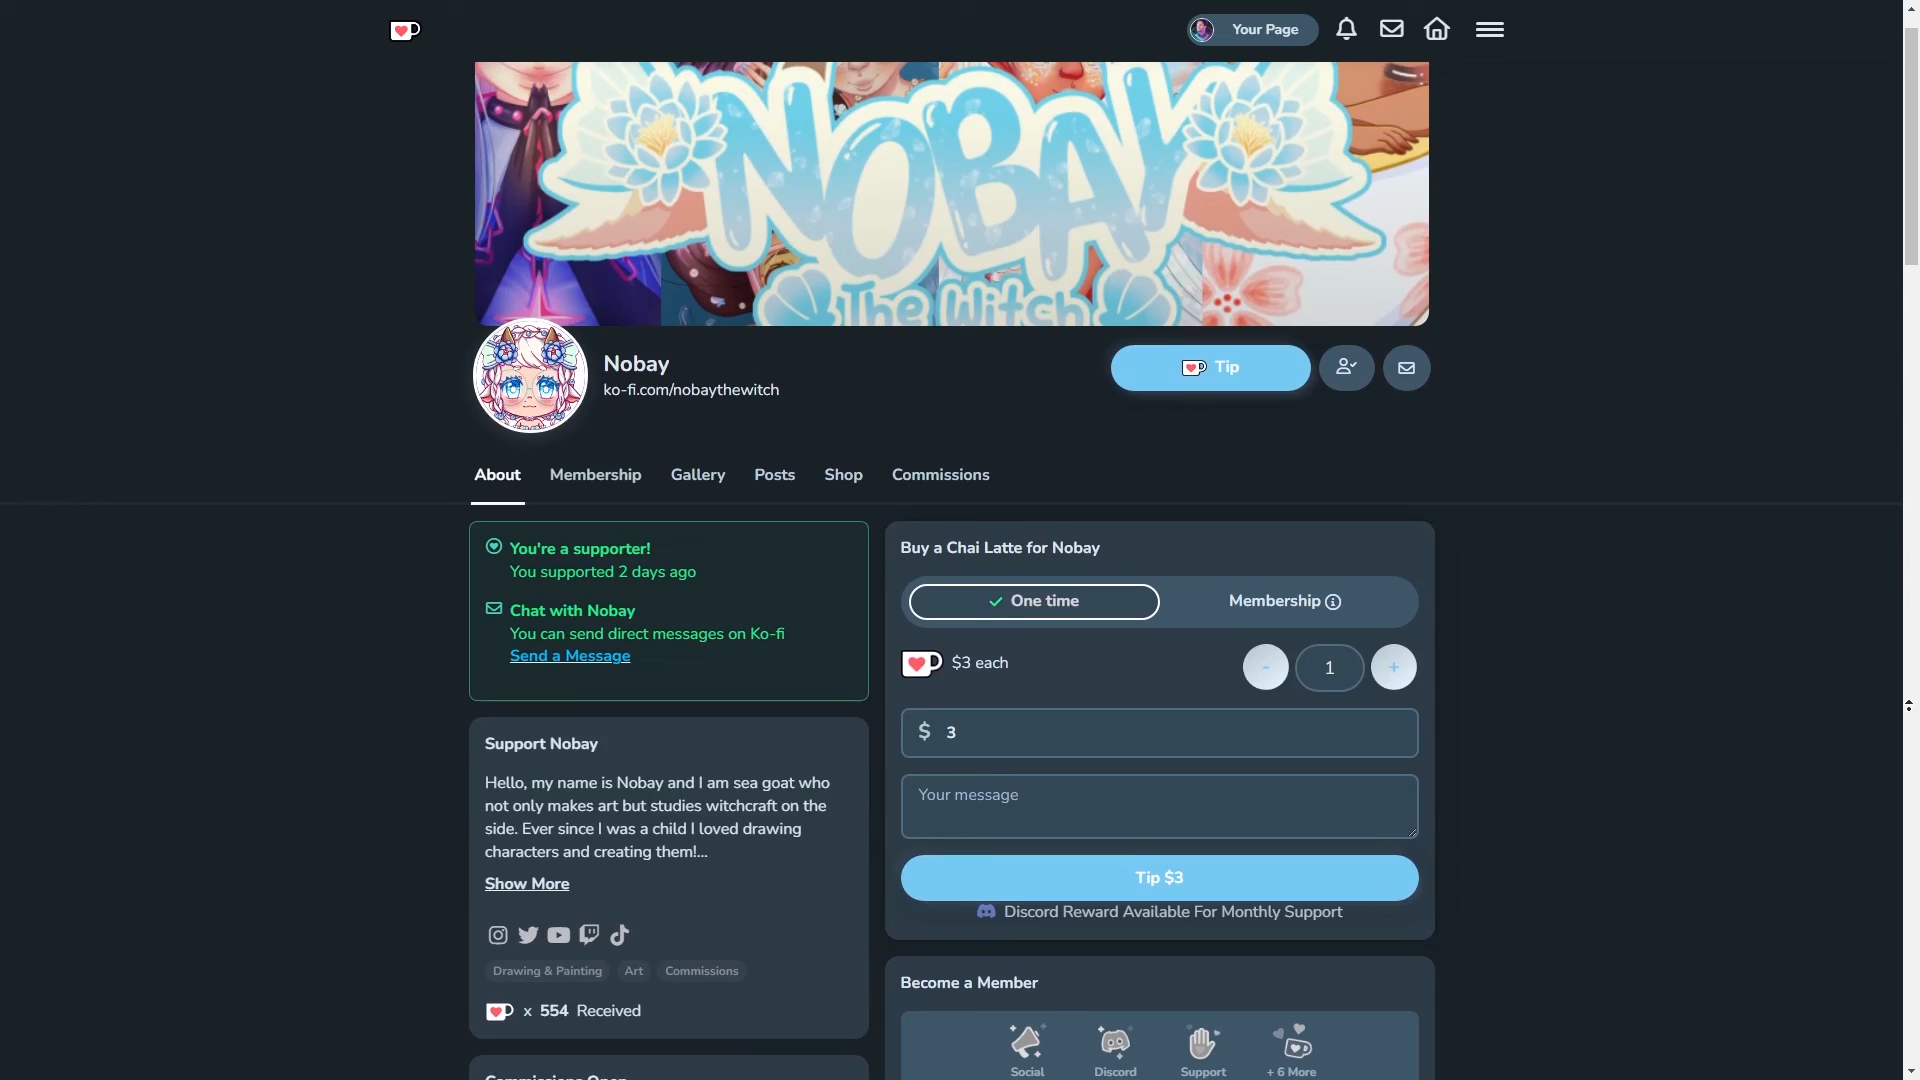 Your Page
NOBAY
The Witch
Nobay
ko-fi.com/nobaythewitch
Tip
About Membership Gallery Posts Shop Commissions
You're a supporter!
You supported 2 days ago
Chat with Nobay
You can send direct messages on Ko-fi
Send a Message
Support Nobay
Hello, my name is Nobay and I am sea goat who
not only makes art but studies witchcraft on the
side. Ever since I was a child I loved drawing
characters and creating them!...
Show More
Drawing & Painting Art Commissions
x 554 Received
Buy a Chai Latte for Nobay
One time Membership
$3 each - 1 +
$ 3
Your message
Tip $3
Discord Reward Available For Monthly Support
Become a Member
Social Discord Support + 6 More
Commissions Open